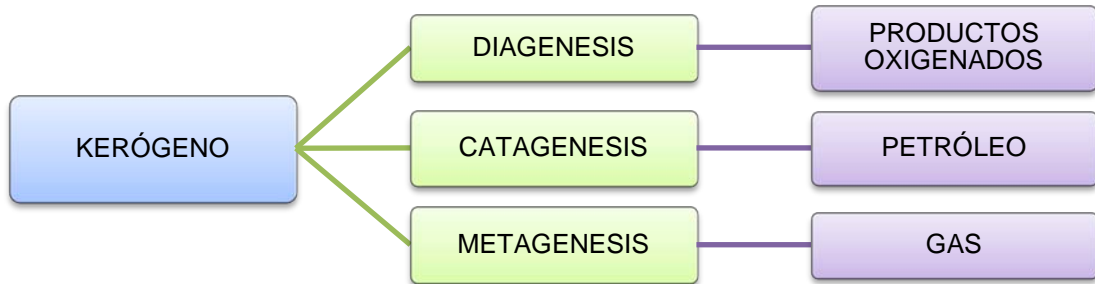 KERÓGENO
DIAGENESIS
PRODUCTOS
OXIGENADOS
CATAGENESIS
PETRÓLEO
METAGENESIS
GAS